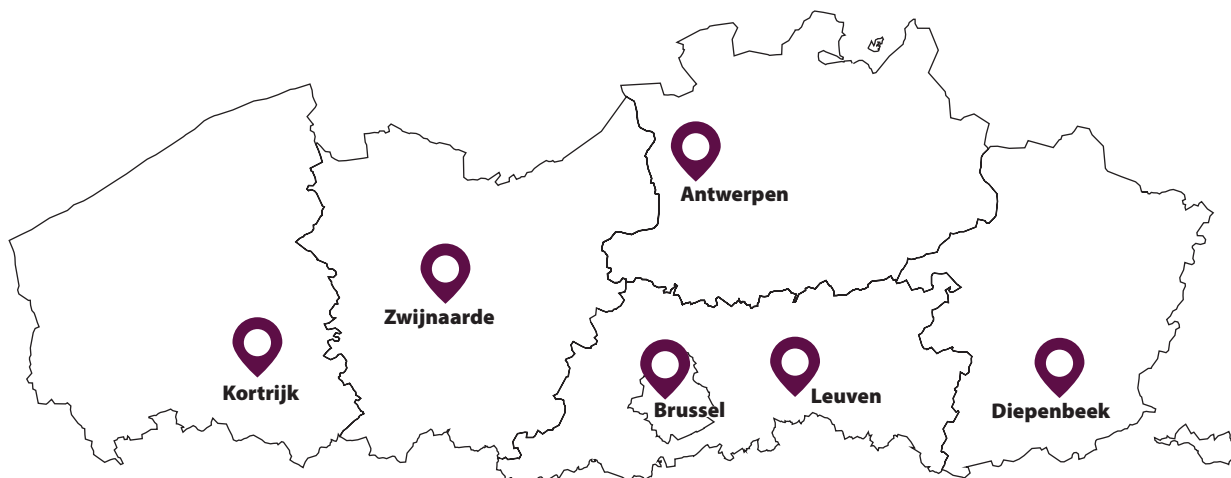 Antwerpen
Zwijnaarde
Kortrijk
Brussel
Leuven
Diepenbeek